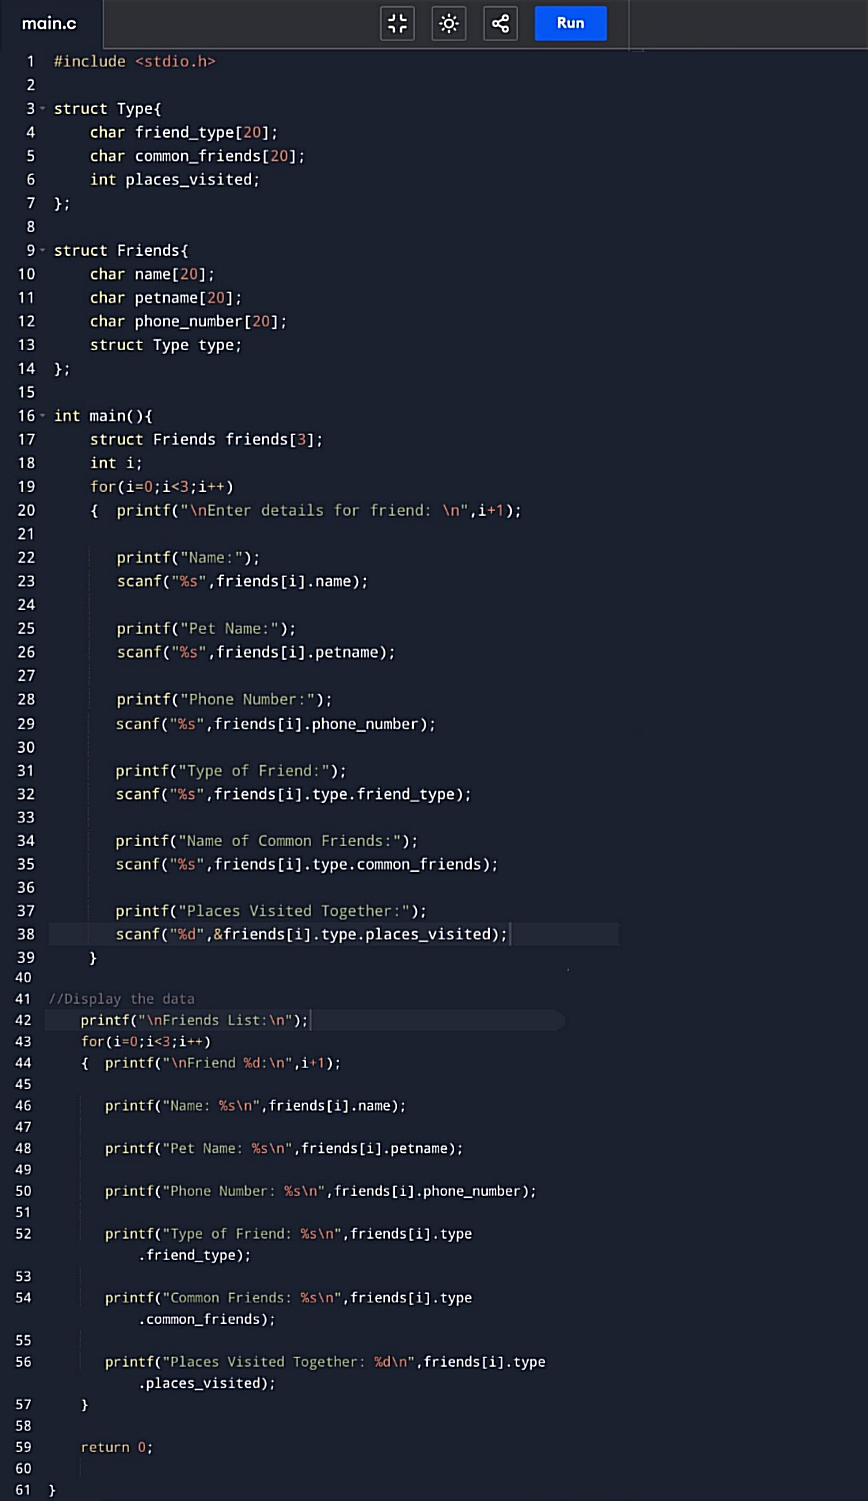 main.c
Run
1 #include <stdio.h>
2
3 struct Type{
4     char friend_type[20];
5     char common_friends[20];
6     int places_visited;
7 };
8
9 struct Friends{
10     char name[20];
11     char petname[20];
12     char phone_number[20];
13     struct Type type;
14 };
15
16 int main(){
17     struct Friends friends[3];
18     int i;
19     for(i=0;i<3;i++)
20     {  printf("\nEnter details for friend: \n",i+1);
21
22        printf("Name:");
23        scanf("%s",friends[i].name);
24
25        printf("Pet Name:");
26        scanf("%s",friends[i].petname);
27
28        printf("Phone Number:");
29        scanf("%s",friends[i].phone_number);
30
31        printf("Type of Friend:");
32        scanf("%s",friends[i].type.friend_type);
33
34        printf("Name of Common Friends:");
35        scanf("%s",friends[i].type.common_friends);
36
37        printf("Places Visited Together:");
38        scanf("%d",&friends[i].type.places_visited);
39     }
40
41 //Display the data
42     printf("\nFriends List:\n");
43     for(i=0;i<3;i++)
44     {  printf("\nFriend %d:\n",i+1);
45
46        printf("Name: %s\n",friends[i].name);
47
48        printf("Pet Name: %s\n",friends[i].petname);
49
50        printf("Phone Number: %s\n",friends[i].phone_number);
51
52        printf("Type of Friend: %s\n",friends[i].type
            .friend_type);
53
54        printf("Common Friends: %s\n",friends[i].type
            .common_friends);
55
56        printf("Places Visited Together: %d\n",friends[i].type
            .places_visited);
57     }
58
59     return 0;
60
61 }